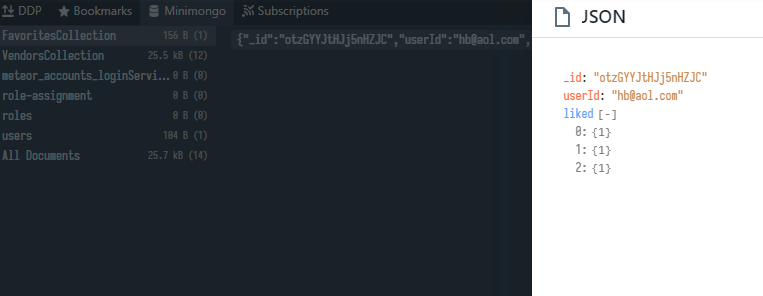 DDP Bookmarks Minimongo Subscriptions
FavoritesCollection 156 B (1)
VendorsCollection 25.5 kB (12)
meteor_accounts_loginServi... 0 B (0)
role-assignment 0 B (0)
roles 0 B (0)
users 104 B (1)
All Documents 25.7 kB (14)
{"_id":"otzGYYJtHJj5nHZJC","userId":"hb@aol.com",
JSON
_id: "otzGYYJtHJj5nHZJC"
userId: "hb@aol.com"
liked [-]
0: {1}
1: {1}
2: {1}